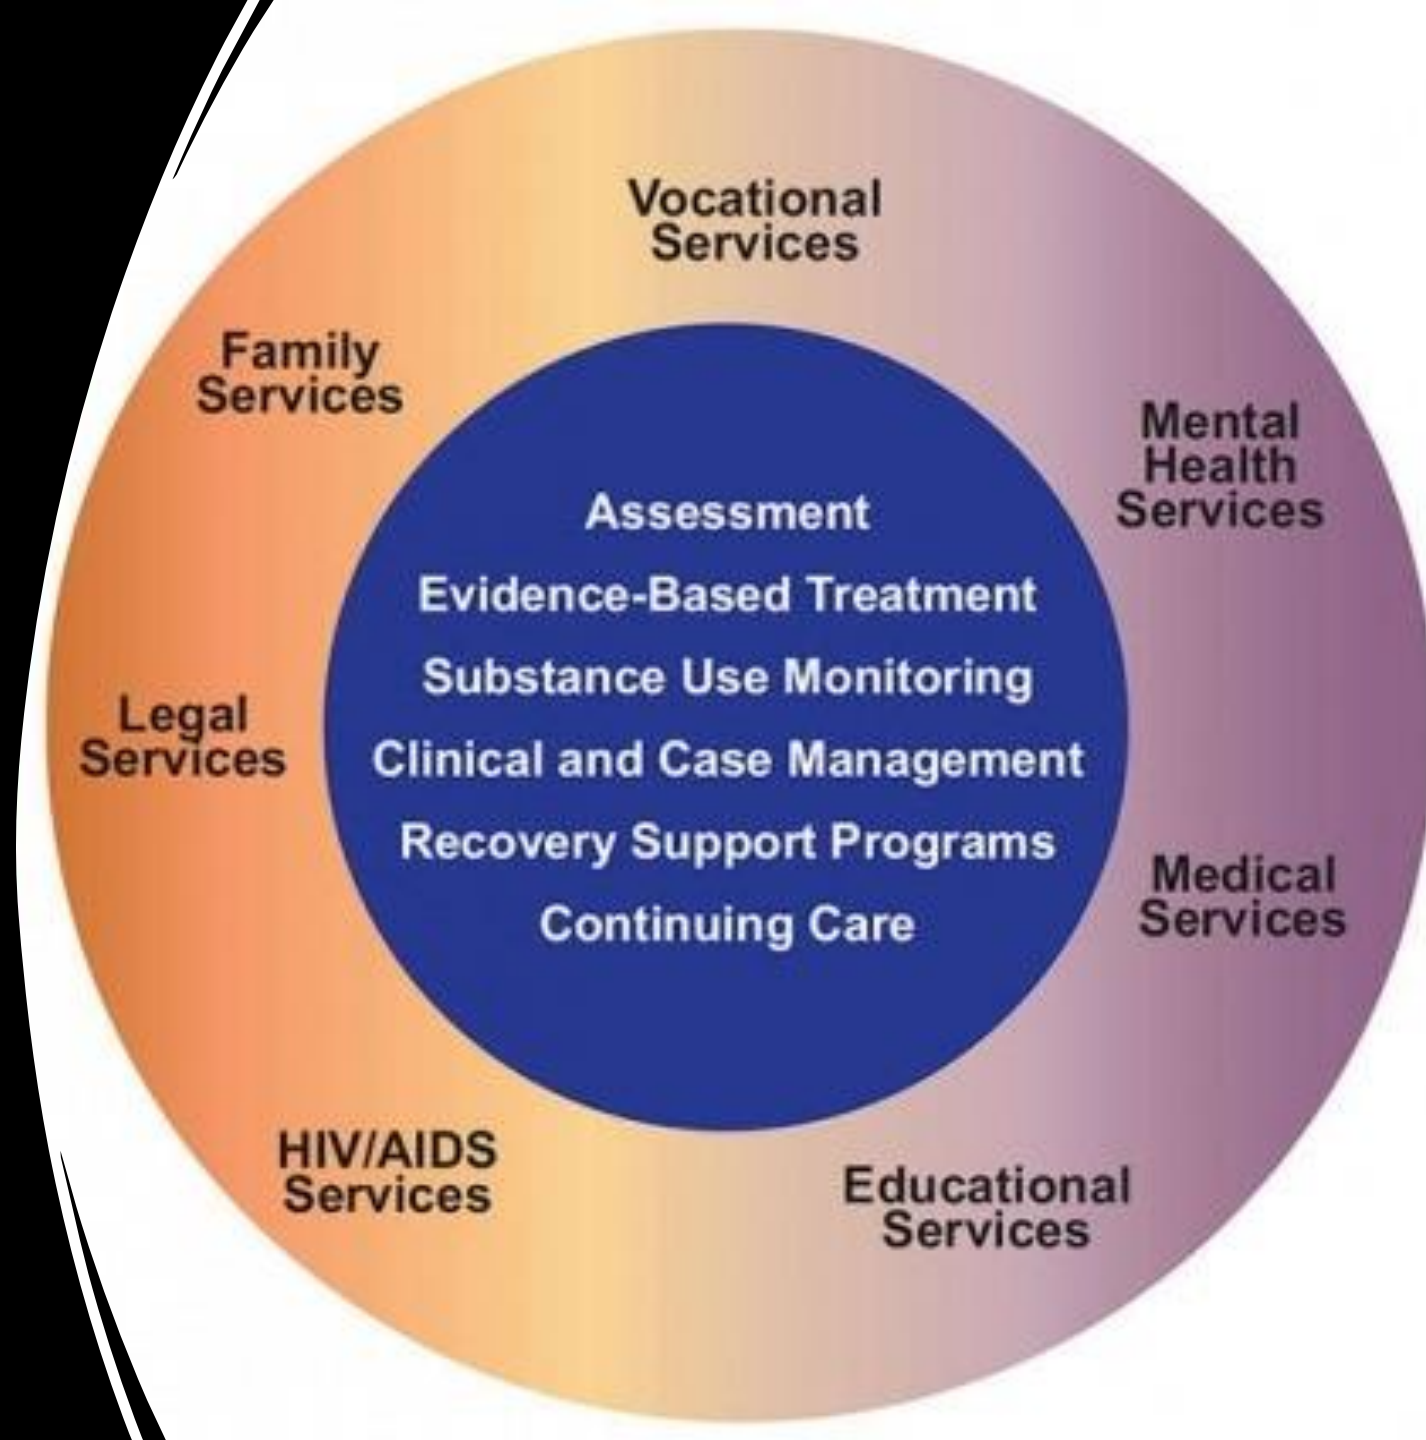 Vocational
Services
Family
Services
Mental
Health
Services
Assessment
Evidence-Based Treatment
Substance Use Monitoring
Clinical and Case Management
Recovery Support Programs
Continuing Care
Legal
Services
Medical
Services
HIV/AIDS
Services
Educational
Services